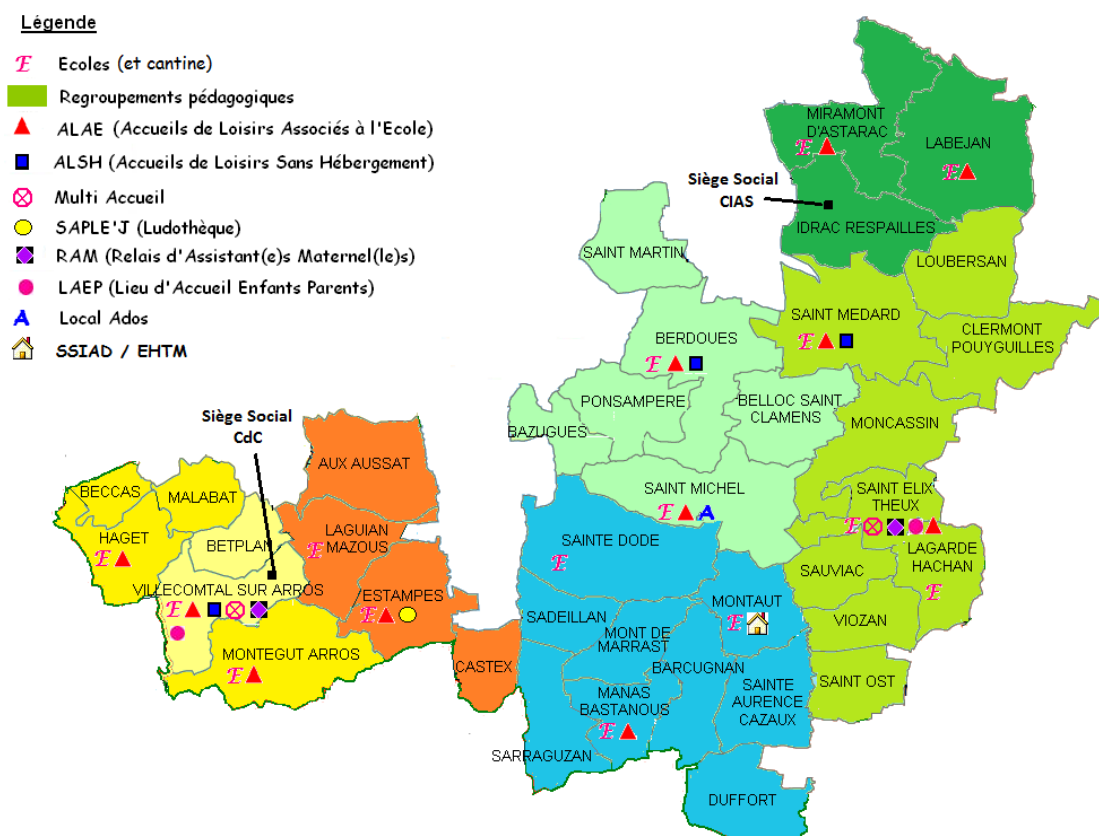 Légende
E Ecoles (et cantine)
Regroupements pédagogiques
ALAE (Accueils de Loisirs Associés à l'Ecole)
ALSH (Accueils de Loisirs Sans Hébergement)
Multi Accueil
SAPLE'J (Ludothèque)
RAM (Relais d'Assistant(e)s Maternel(le)s)
LAEP (Lieu d'Accueil Enfants Parents)
A Local Ados
SSIAD / EHTM
MIRAMONT
D'ASTARAC
E
LABEJAN
E
Siège Social
CIAS
IDRAC RESPAILLES
SAINT MARTIN
LOUBERSAN
SAINT MEDARD
E
CLERMONT
POUYGUILLES
BERDOUES
E
PONSAMPERE
BELLOC SAINT
CLAMENS
BAZUGUES
MONCASSIN
Siège Social
CdC
AUX AUSSAT
BECCAS
MALABAT
HAGET
E
BETPLAN
LAGUIAN
MAZOUS
E
SAINT MICHEL
E A
SAINT ELIX
THEUX
E
SAINTE DODE
E
LAGARDE
HACHAN
E
SAUVIAC
VILLECOMTAL SUR ARROS
E
ESTAMPES
E
SADEILLAN
MONTAUT
E
VIOZAN
MONT DE
MARRAST
MONTEGUT ARROS
E
CASTEX
BARCUGNAN
SAINT OST
MANAS
BASTANOUS
E
SAINTE
AURENCE
CAZAUX
SARRAGUZAN
DUFFORT